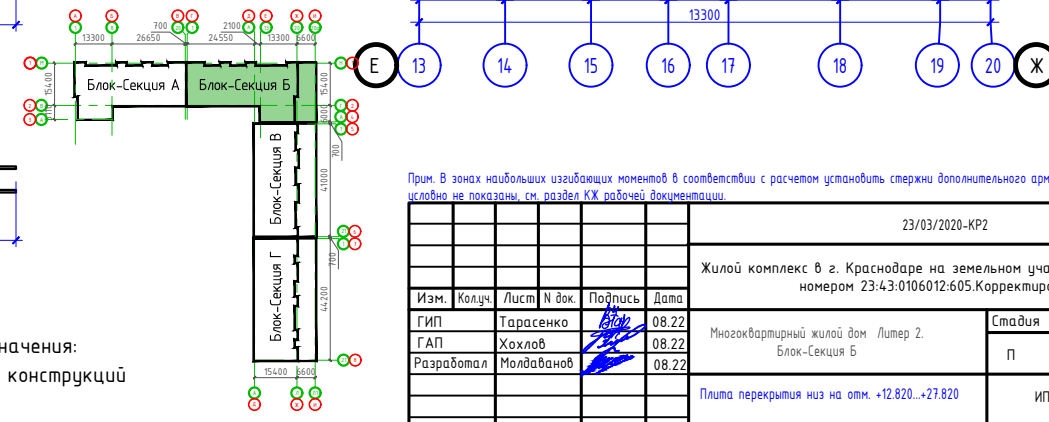 700
2100
13300
26650
24550
13300
6600
15400
Блок-Секция А
Блок-Секция Б
15400
6000
700
Блок-Секция В
41000
700
Блок-Секция Г
44200
15400
6600
значения:
конструкций
13300
Е
13
14
15
16
17
18
19
20
Ж
Прим. В зонах наибольших изгибающих моментов в соответствии с расчетом установить стержни дополнительного арм
условно не показаны, см. раздел КЖ рабочей документации.
23/03/2020-КР2
Жилой комплекс в г. Краснодаре на земельном уча
номером 23:43:0106012:605.Корректиро
Изм. Кол.уч. Лист N док. Подпись Дата
ГИП Тарасенко 08.22
ГАП Хохлов 08.22
Разработал Молдаванов 08.22
Многоквартирный жилой дом Литер 2.
Блок-Секция Б
Стадия
П
Плита перекрытия низ на отм. +12.820...+27.820
ИП